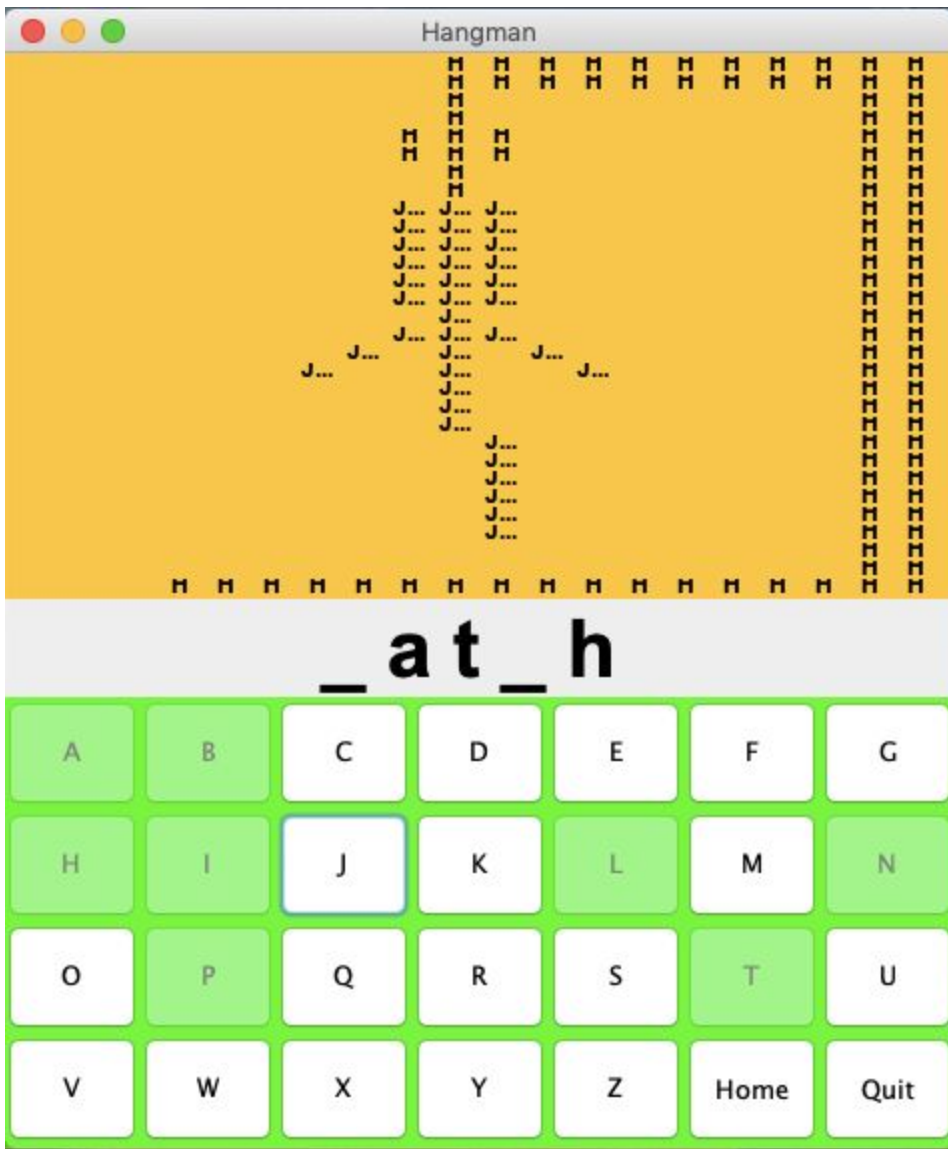 Hangman
M M M M M M M M M M M
M M M M M M M M M M M
M M M
M M M
M M M M M
M M M M M
M M M
M M M
J... J... J... M M
J... J... J... M M
J... J... J... M M
J... J... J... M M
J... J... J... M M
J... J... J... M M
J... M M
J... J... J... M M
J... J... J... M M
J... J... J... M M
J... M M
J... M M
J... M M
J... M M
J... M M
J... M M
J... M M
J... M M
J... M M
M M
M M
M M M M M M M M M M M M M M M M M
_ a t _ h
A B C D E F G
H I J K L M N
O P Q R S T U
V W X Y Z Home Quit